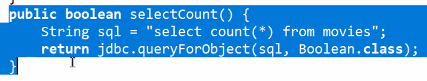 public boolean selectCount() {
String sql = "select count(*) from movies";
return jdbc.queryForObject(sql, Boolean.class);
}